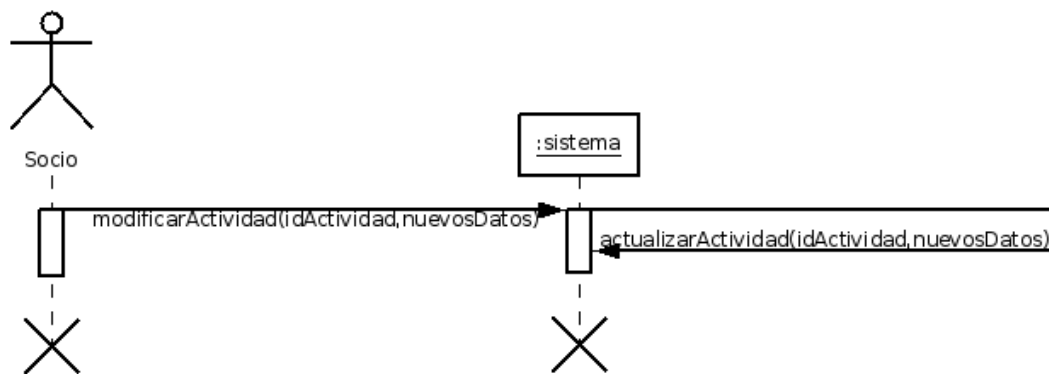 Socio
:sistema
modificarActividad(idActividad,nuevosDatos)
actualizarActividad(idActividad,nuevosDatos)